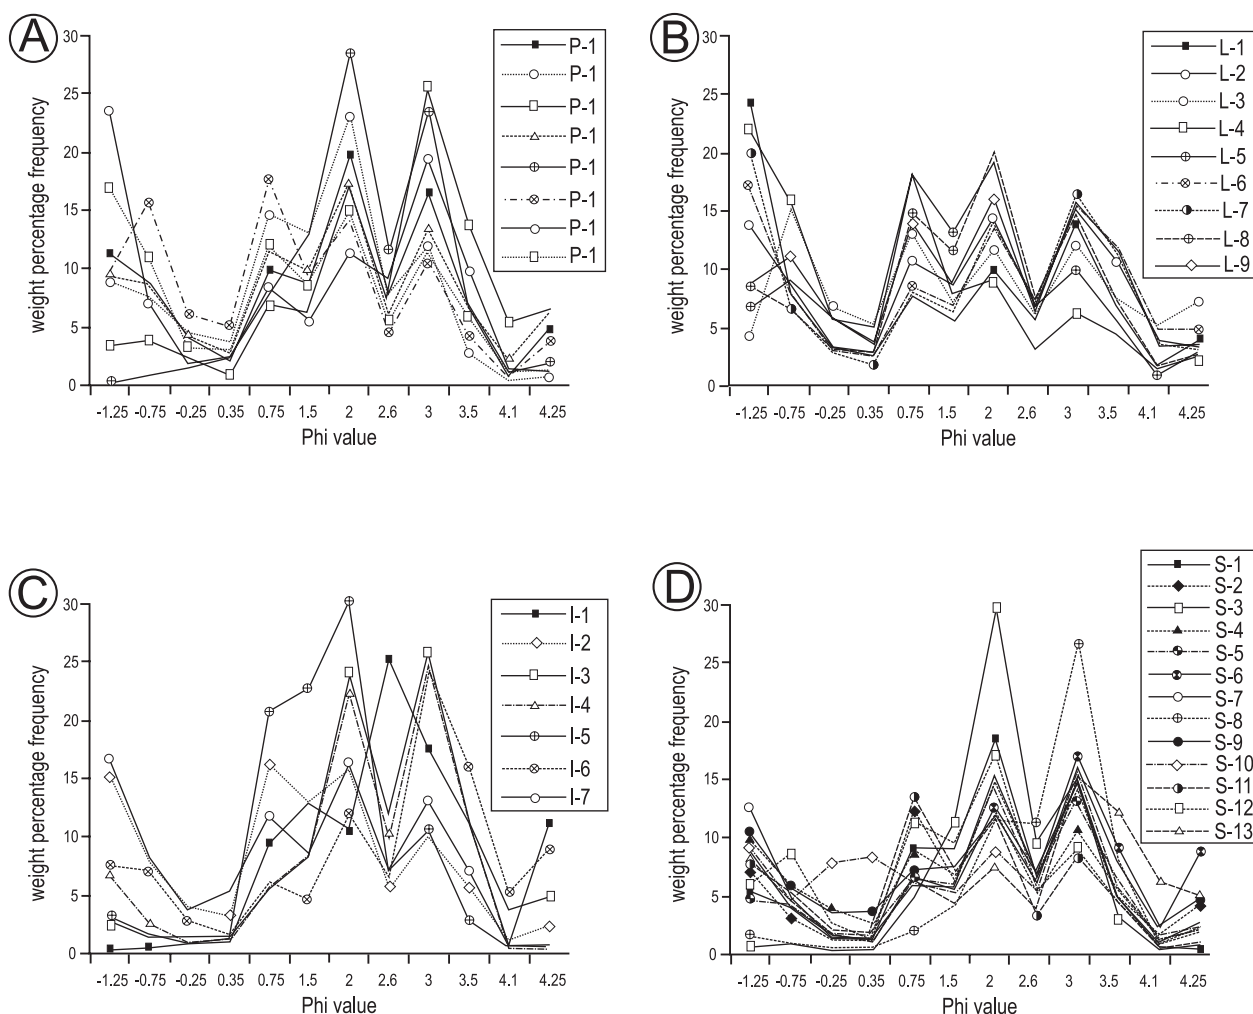 A
weight percentage frequency
30
25
20
15
10
5
0
-1.25 -0.75 -0.25 0.35 0.75 1.5 2 2.6 3 3.5 4.1 4.25
Phi value
P-1
P-1
P-1
P-1
P-1
P-1
P-1
P-1
B
weight percentage frequency
30
25
20
15
10
5
0
-1.25 -0.75 -0.25 0.35 0.75 1.5 2 2.6 3 3.5 4.1 4.25
Phi value
L-1
L-2
L-3
L-4
L-5
L-6
L-7
L-8
L-9
C
weight percentage frequency
30
25
20
15
10
5
0
-1.25 -0.75 -0.25 0.35 0.75 1.5 2 2.6 3 3.5 4.1 4.25
Phi value
I-1
I-2
I-3
I-4
I-5
I-6
I-7
D
weight percentage frequency
30
25
20
15
10
5
0
-1.25 -0.75 -0.25 0.35 0.75 1.5 2 2.6 3 3.5 4.1 4.25
Phi value
S-1
S-2
S-3
S-4
S-5
S-6
S-7
S-8
S-9
S-10
S-11
S-12
S-13